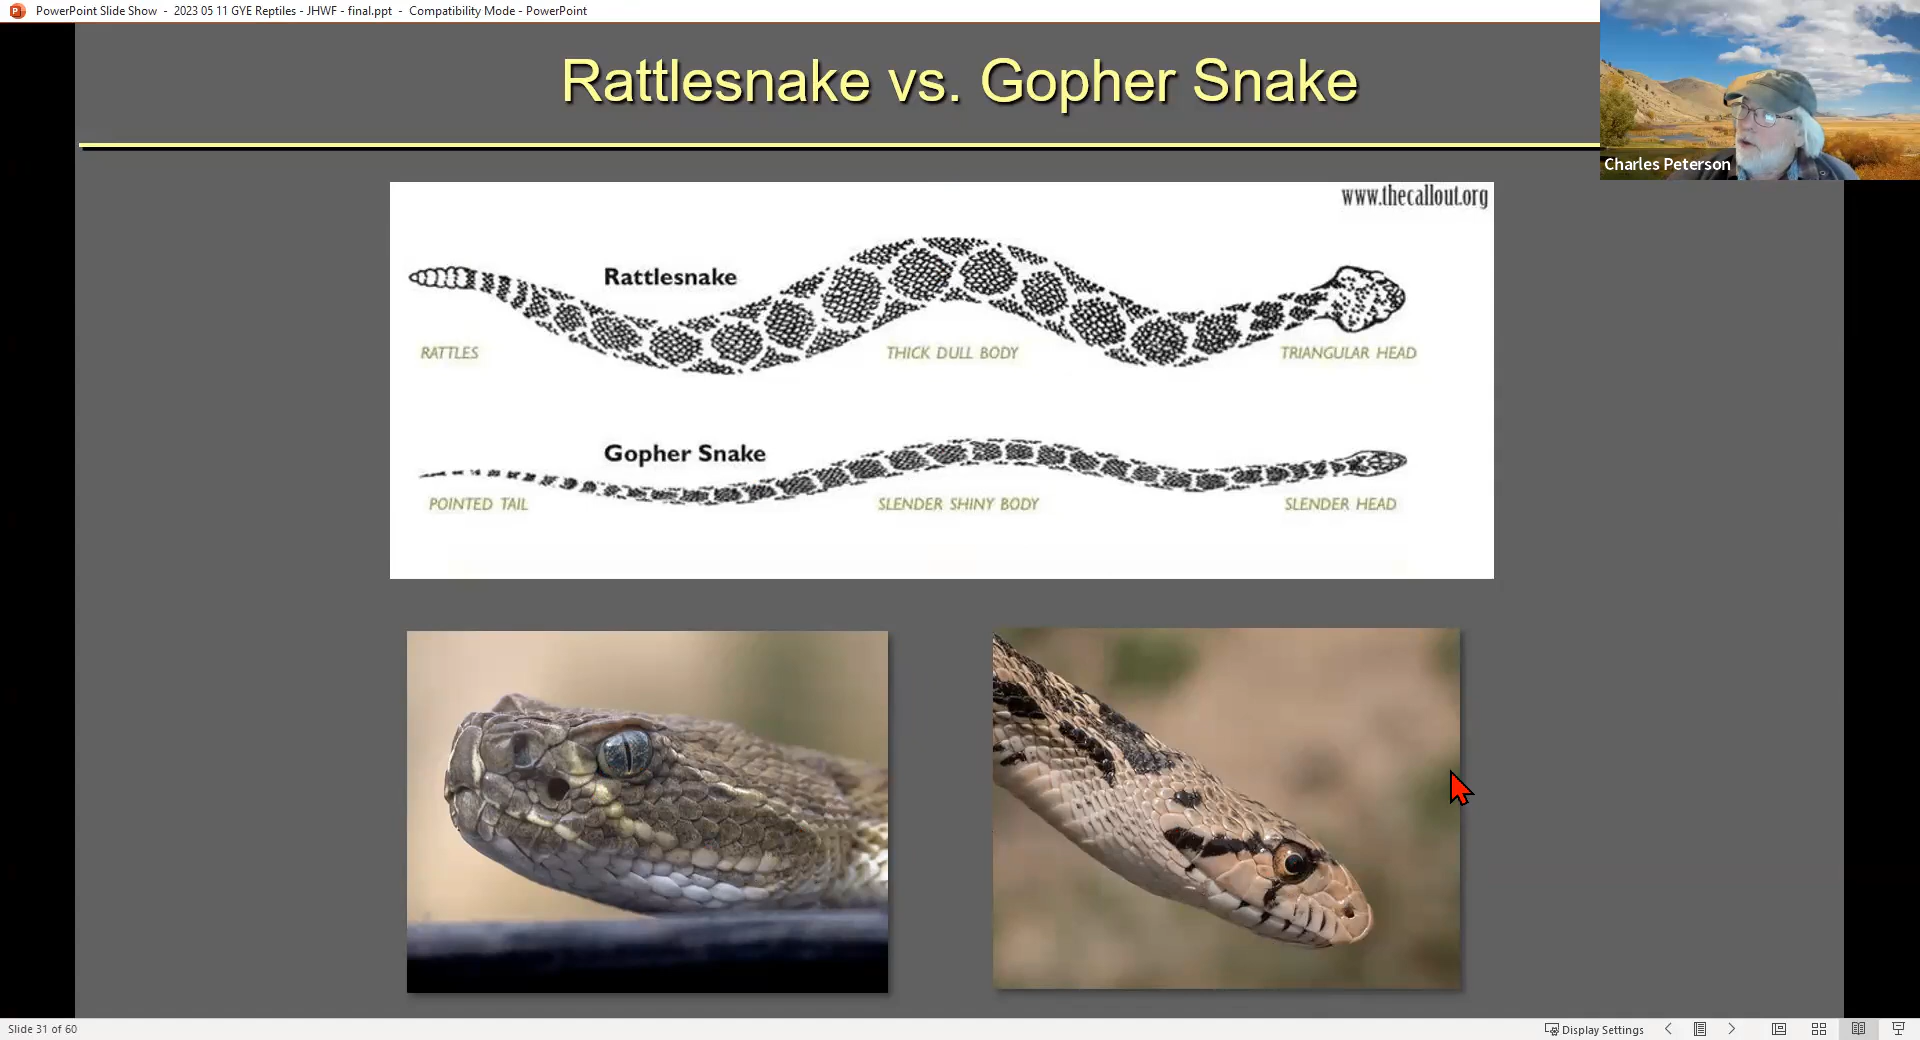 PowerPoint Slide Show - 2023 05 11 GYE Reptiles - JHWF - final.ppt - Compatibility Mode - PowerPoint
Rattlesnake vs. Gopher Snake
Charles Peterson
www.thecallout.org
Rattlesnake
RATTLES
THICK DULL BODY
TRIANGULAR HEAD
Gopher Snake
POINTED TAIL
SLENDER SHINY BODY
SLENDER HEAD
Slide 31 of 60
Display Settings